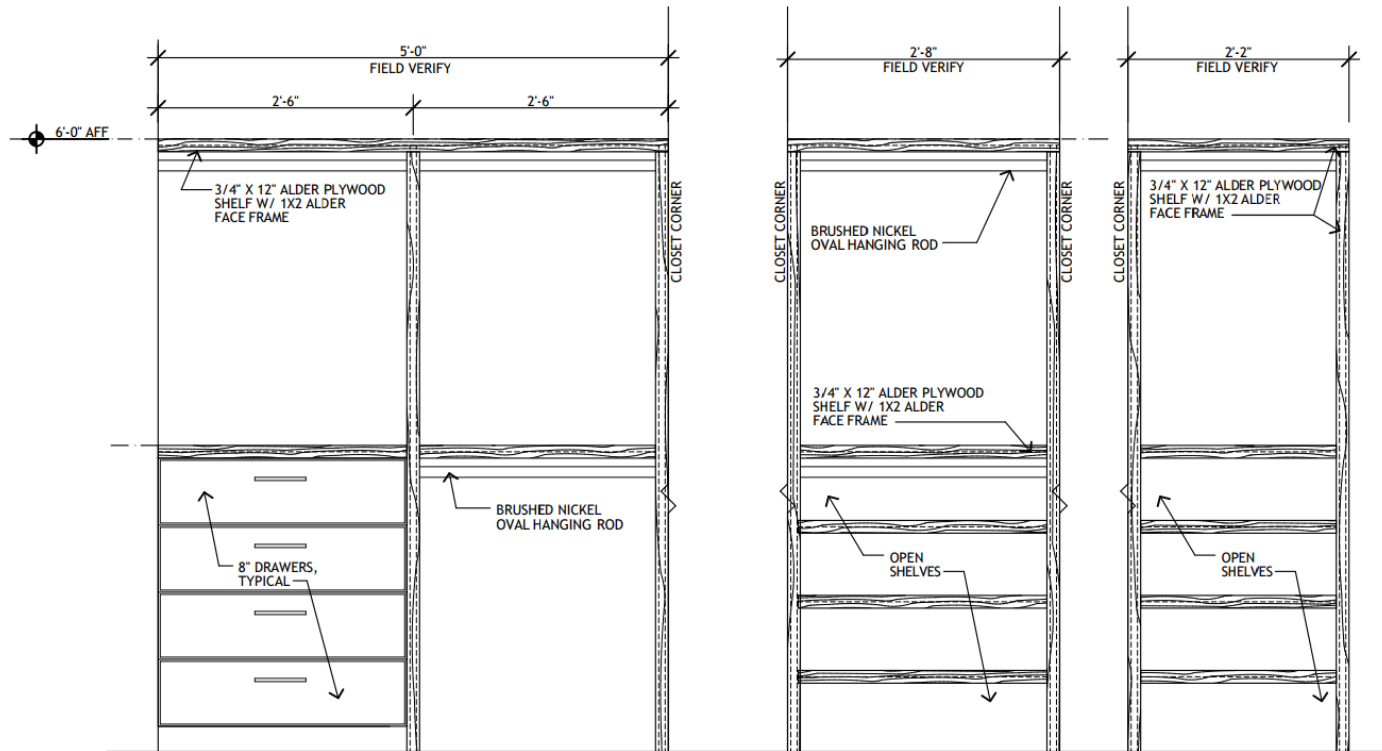 5'-0"
FIELD VERIFY
2'-6"
2'-6"
6'-0" AFF
3/4" X 12" ALDER PLYWOOD
SHELF W/ 1X2 ALDER
FACE FRAME
CLOSET CORNER
BRUSHED NICKEL
OVAL HANGING ROD
8" DRAWERS,
TYPICAL
2'-8"
FIELD VERIFY
CLOSET CORNER
BRUSHED NICKEL
OVAL HANGING ROD
CLOSET CORNER
3/4" X 12" ALDER PLYWOOD
SHELF W/ 1X2 ALDER
FACE FRAME
OPEN
SHELVES
2'-2"
FIELD VERIFY
CLOSET CORNER
3/4" X 12" ALDER PLYWOOD
SHELF W/ 1X2 ALDER
FACE FRAME
OPEN
SHELVES